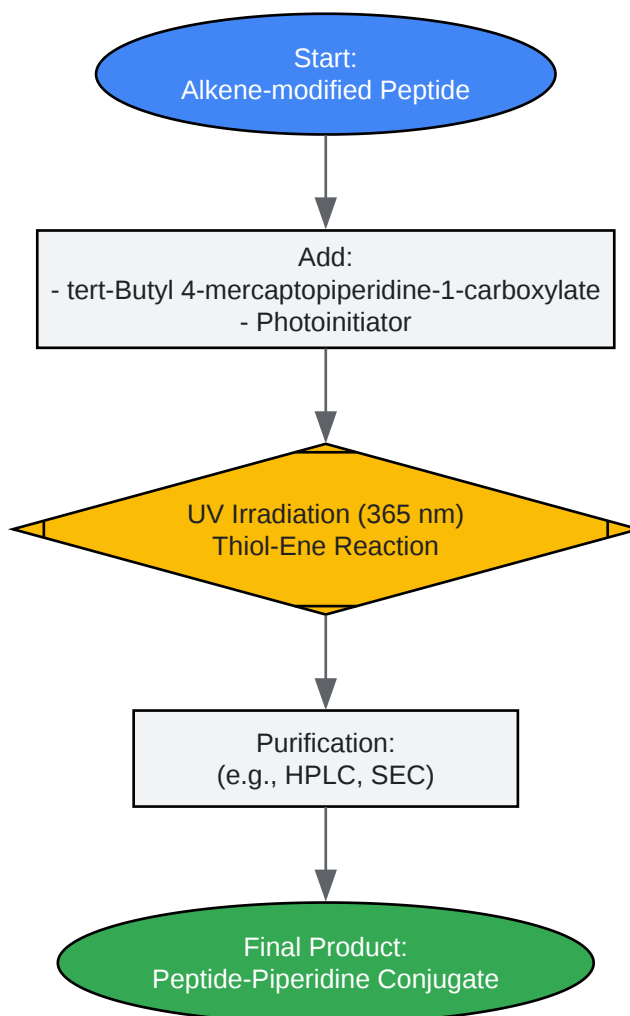 Start:
Alkene-modified Peptide
Add:
- tert-Butyl 4-mercaptopiperidine-1-carboxylate
- Photoinitiator
UV Irradiation (365 nm)
Thiol-Ene Reaction
Purification:
(e.g., HPLC, SEC)
Final Product:
Peptide-Piperidine Conjugate